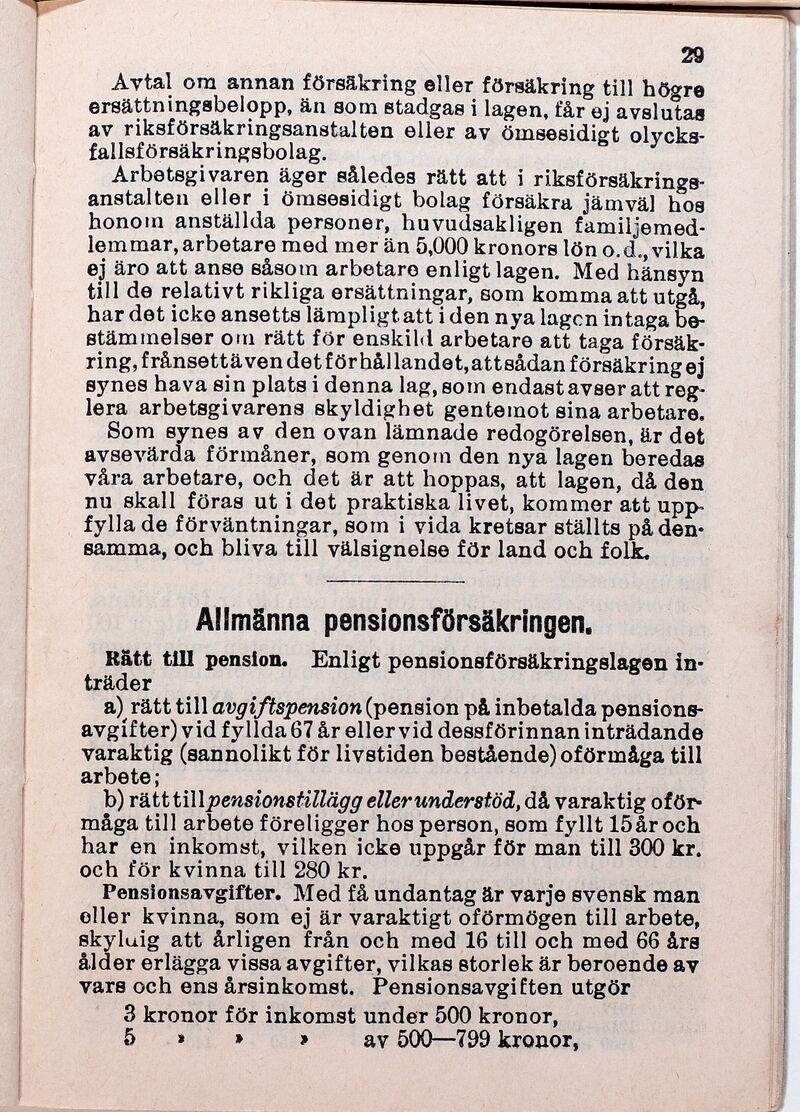 29
Avtal om annan försäkring eller försäkring till högre
ersättningsbelopp, än som stadgas i lagen, får ej avslutas
av riksförsäkringsanstalten eller av ömsesidigt olycks-
fallsförsäkringsbolag.
Arbetsgivaren äger således rätt att i riksförsäkrings-
anstalten eller i ömsesidigt bolag försäkra jämväl hos
honom anställda personer, huvudsakligen familjemed-
lemmar, arbetare med mer än 5,000 kronors lön o. d., vilka
ej äro att anse såsom arbetare enligt lagen. Med hänsyn
till de relativt rikliga ersättningar, som komma att utgå,
har det icke ansetts lämpligt att i den nya lagen intaga be-
stämmelser om rätt för enskild arbetare att taga försäk-
ring, frånsett även det förhållandet, att sådan försäkring ej
synes hava sin plats i denna lag, som endast avser att reg-
lera arbetsgivarens skyldighet gentemot sina arbetare.
Som synes av den ovan lämnade redogörelsen, är det
avsevärda förmåner, som genom den nya lagen beredas
våra arbetare, och det är att hoppas, att lagen, då den
nu skall föras ut i det praktiska livet, kommer att upp-
fylla de förväntningar, som i vida kretsar ställts på den-
samma, och bliva till välsignelse för land och folk.
Allmänna pensionsförsäkringen.
Rätt till pension. Enligt pensionsförsäkringslagen in-
träder
a) rätt till avgiftspension (pension på inbetalda pensions-
avgifter) vid fyllda 67 år eller vid dessförinnan inträdande
varaktig (sannolikt för livstiden bestående) oförmåga till
arbete;
b) rätt till pensionstillägg eller understöd, då varaktig oför-
måga till arbete föreligger hos person, som fyllt 15 år och
har en inkomst, vilken icke uppgår för man till 300 kr.
och för kvinna till 280 kr.
Pensionsavgifter. Med få undantag är varje svensk man
eller kvinna, som ej är varaktigt oförmögen till arbete,
skyldig att årligen från och med 16 till och med 66 års
ålder erlägga vissa avgifter, vilkas storlek är beroende av
vars och ens årsinkomst. Pensionsavgiften utgör
3 kronor för inkomst under 500 kronor,
5 » » » av 500—799 kronor,